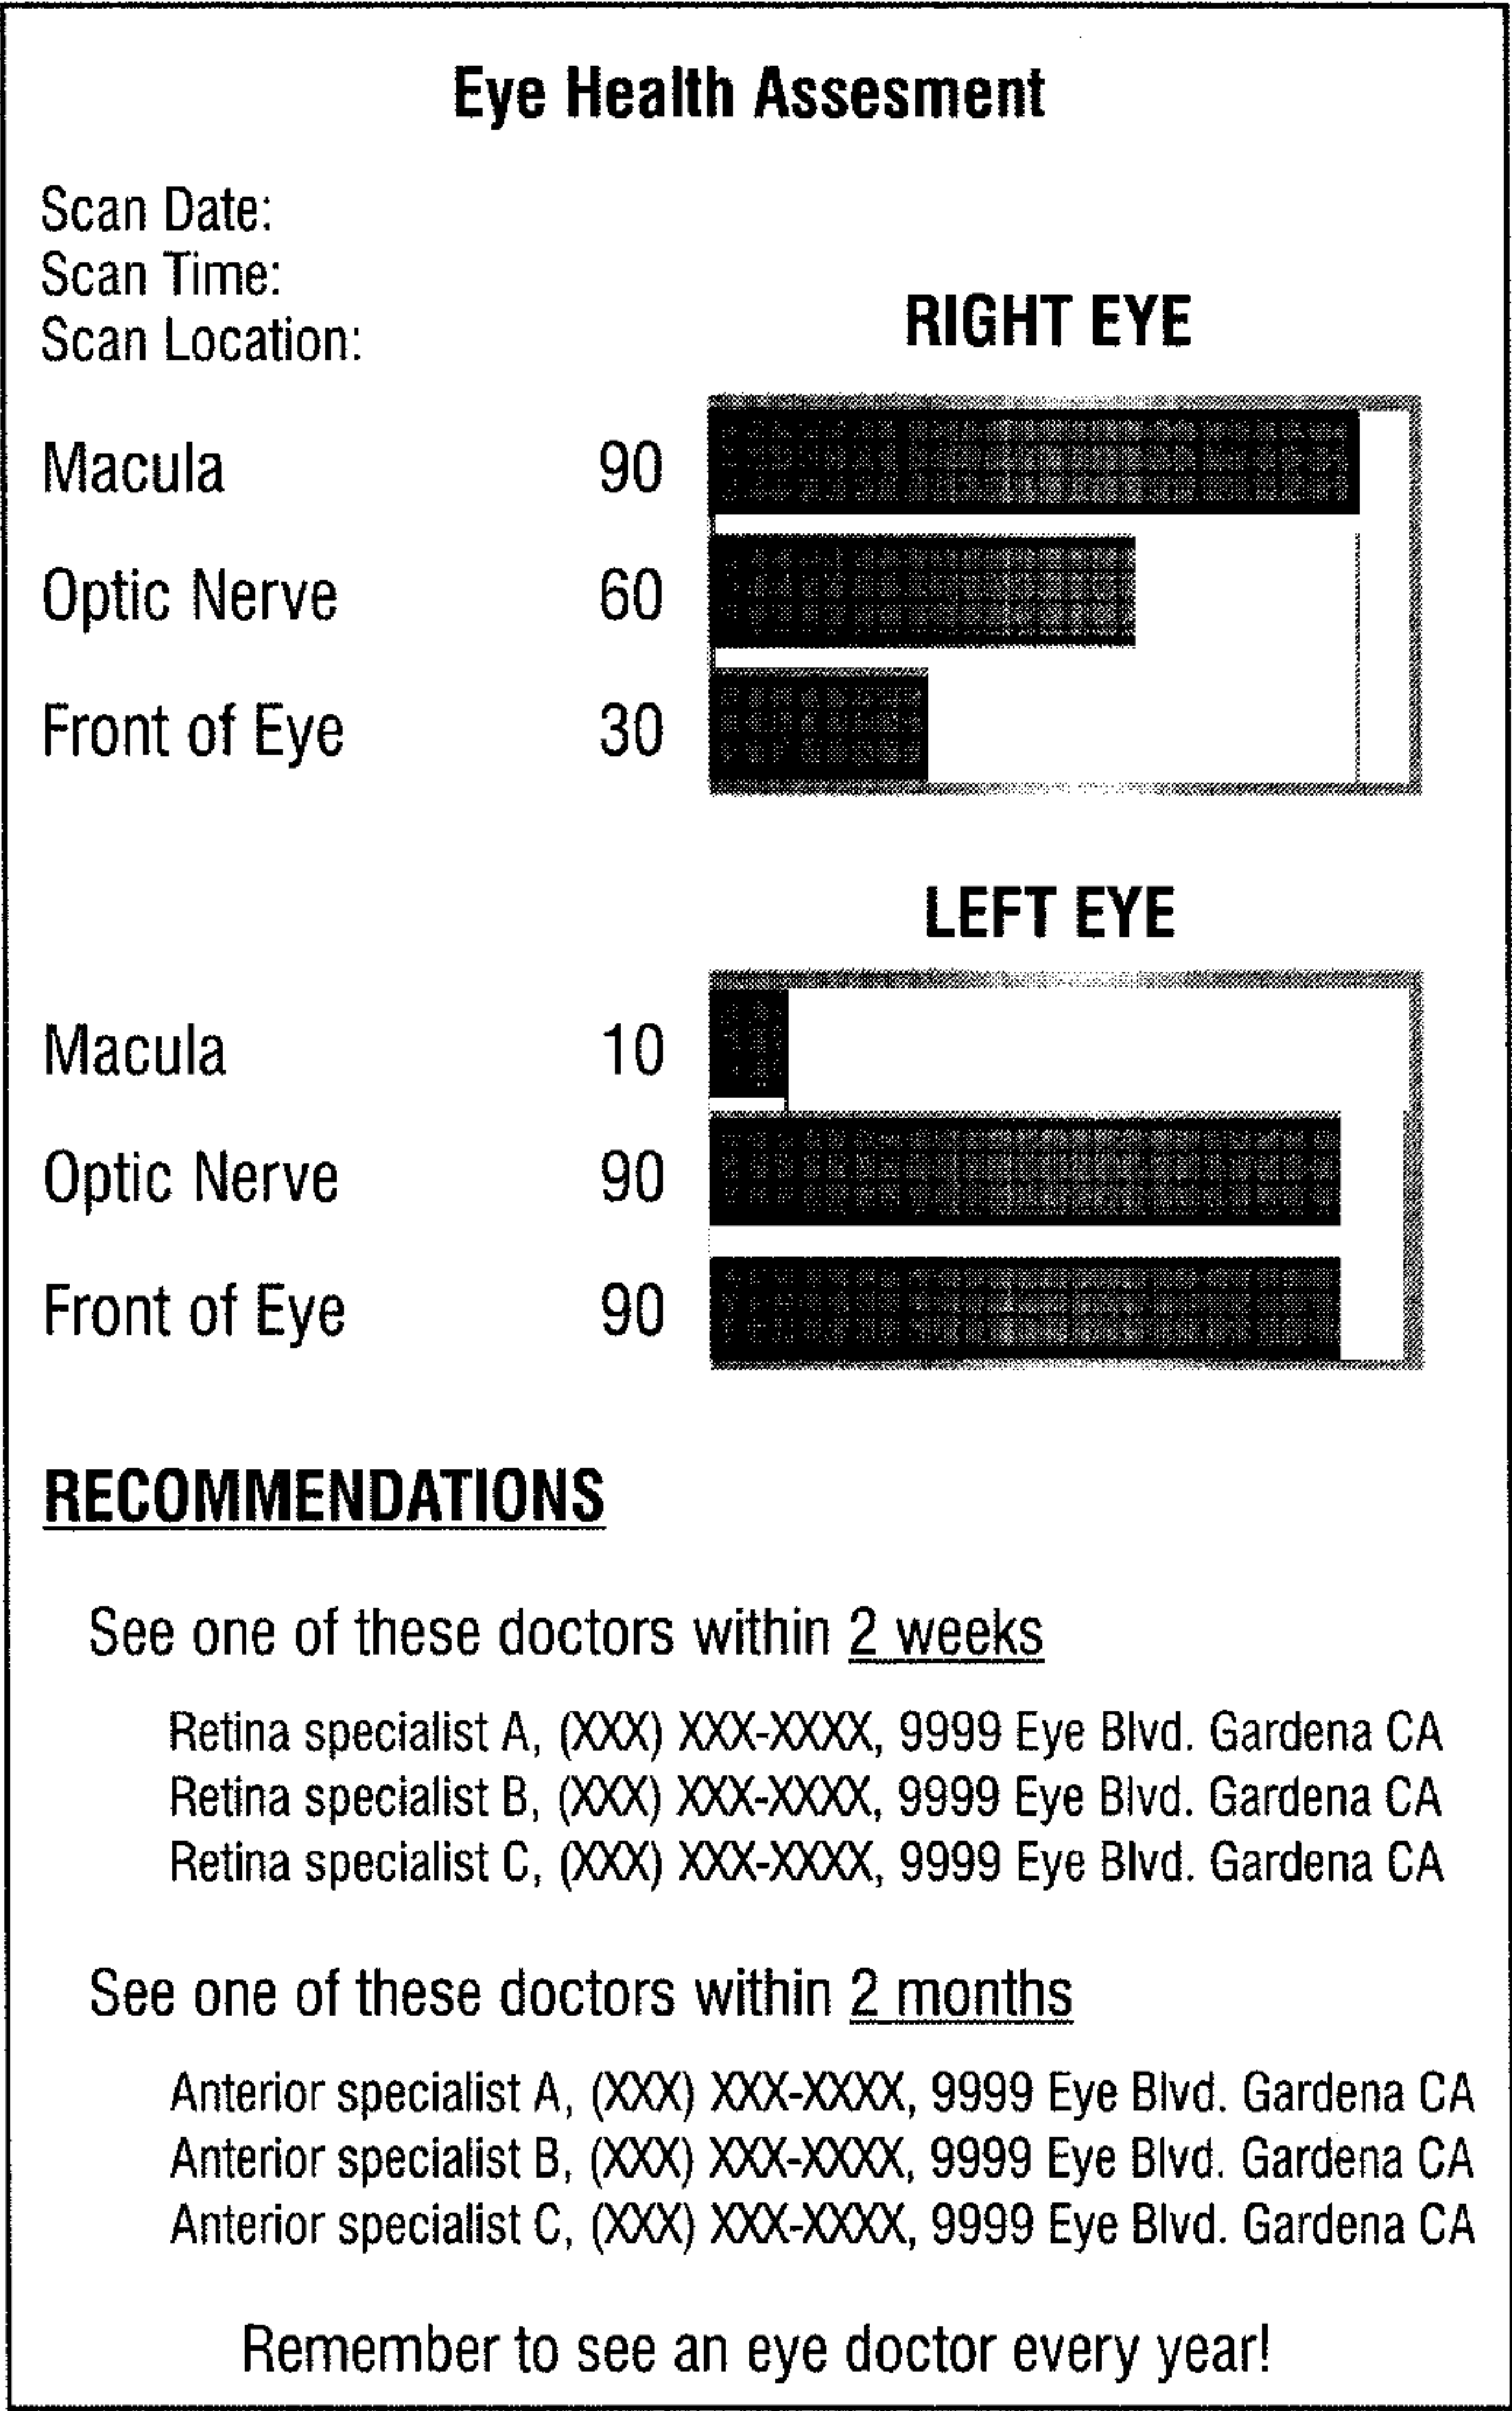 Eye Health Assesment
Scan Date:
Scan Time:
Scan Location:
RIGHT EYE
Macula 90
Optic Nerve 60
Front of Eye 30
LEFT EYE
Macula 10
Optic Nerve 90
Front of Eye 90
RECOMMENDATIONS
See one of these doctors within 2 weeks
Retina specialist A, (XXX) XXX-XXXX, 9999 Eye Blvd. Gardena CA
Retina specialist B, (XXX) XXX-XXXX, 9999 Eye Blvd. Gardena CA
Retina specialist C, (XXX) XXX-XXXX, 9999 Eye Blvd. Gardena CA
See one of these doctors within 2 months
Anterior specialist A, (XXX) XXX-XXXX, 9999 Eye Blvd. Gardena CA
Anterior specialist B, (XXX) XXX-XXXX, 9999 Eye Blvd. Gardena CA
Anterior specialist C, (XXX) XXX-XXXX, 9999 Eye Blvd. Gardena CA
Remember to see an eye doctor every year!